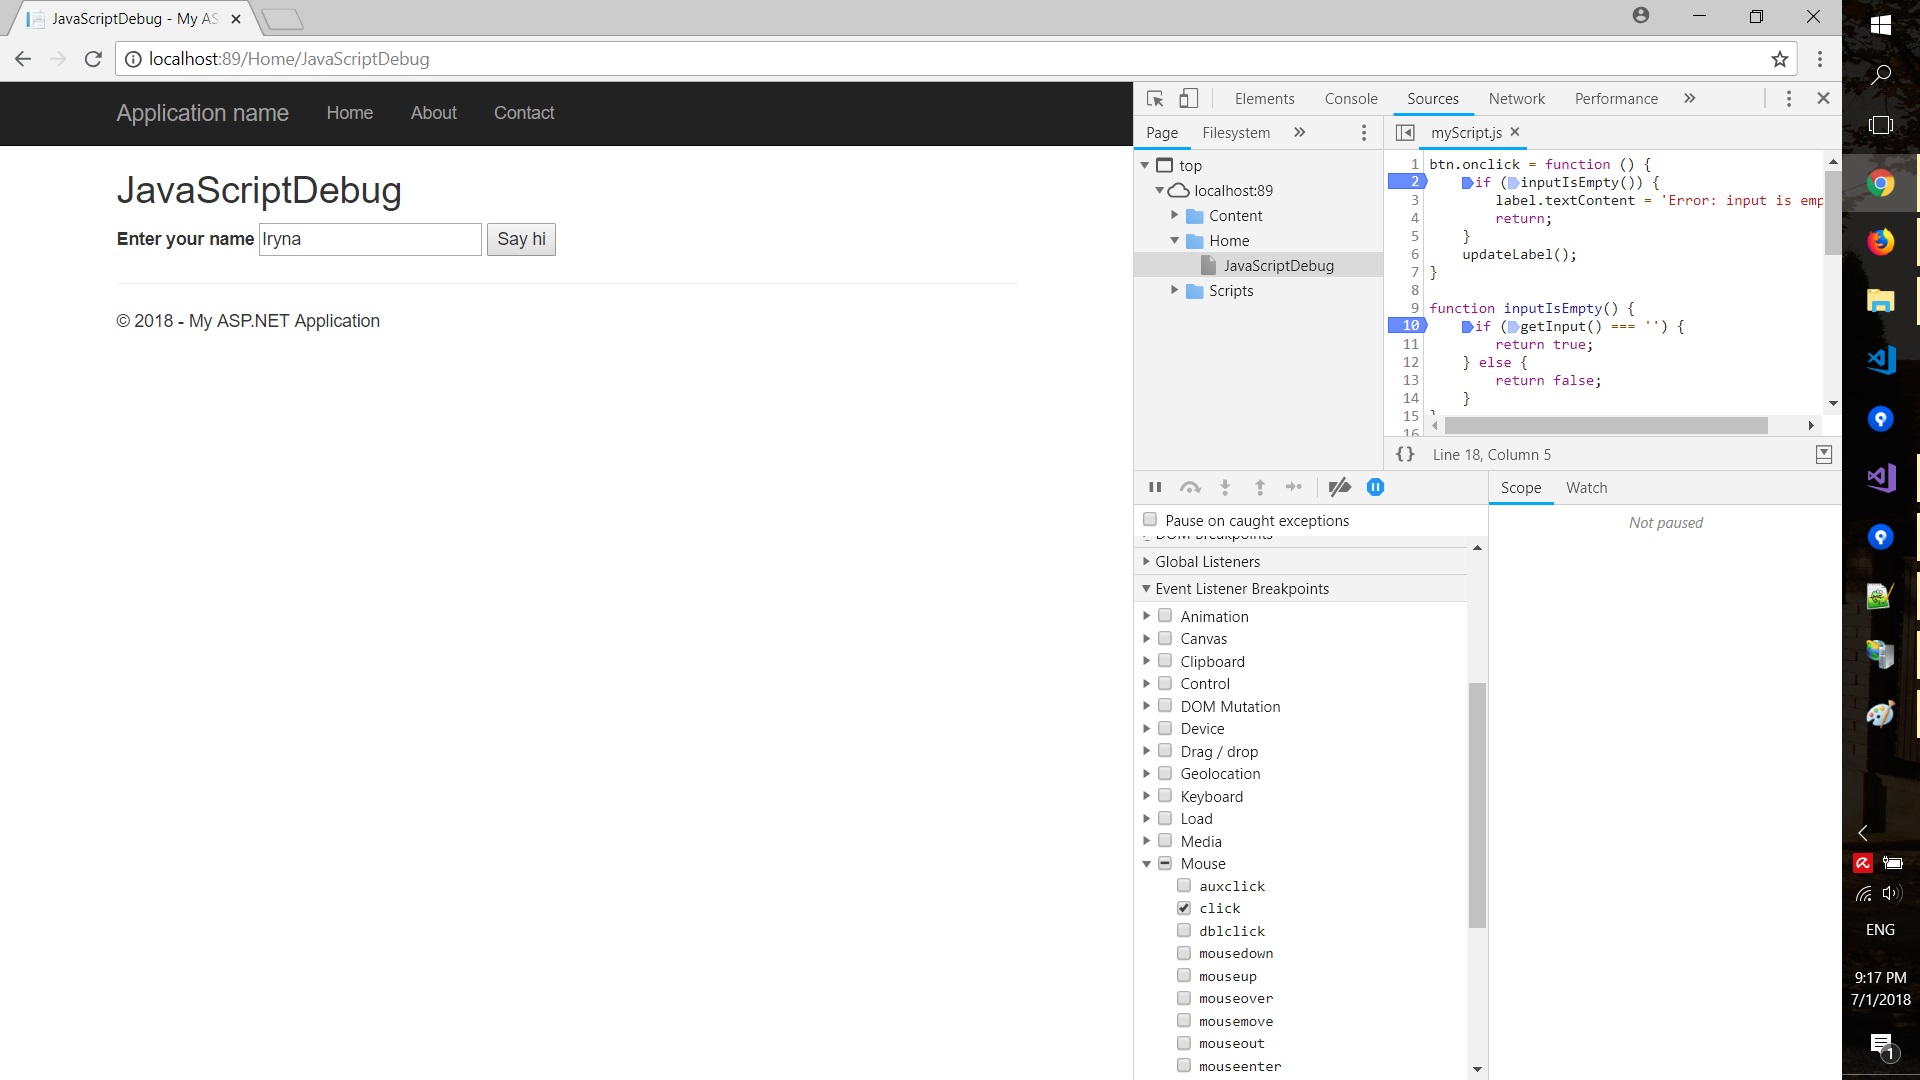 JavaScriptDebug - My AS
localhost:89/Home/JavaScriptDebug
Application name Home About Contact
JavaScriptDebug
Enter your name Iryna Say hi
© 2018 - My ASP.NET Application
Elements Console Sources Network Performance
Page Filesystem
top
localhost:89
Content
Home
JavaScriptDebug
Scripts
myScript.js
1 btn.onclick = function () {
2 if (inputIsEmpty()) {
3 label.textContent = 'Error: input is emp
4 return;
5 }
6 updateLabel();
7 }
8
9 function inputIsEmpty() {
10 if (getInput() === '') {
11 return true;
12 } else {
13 return false;
14 }
15 }
16
{} Line 18, Column 5
Pause on caught exceptions
DOM Breakpoints
Global Listeners
Event Listener Breakpoints
Animation
Canvas
Clipboard
Control
DOM Mutation
Device
Drag / drop
Geolocation
Keyboard
Load
Media
Mouse
auxclick
click
dblclick
mousedown
mouseup
mouseover
mousemove
mouseout
mouseenter
Scope Watch
Not paused
ENG
9:17 PM
7/1/2018
1